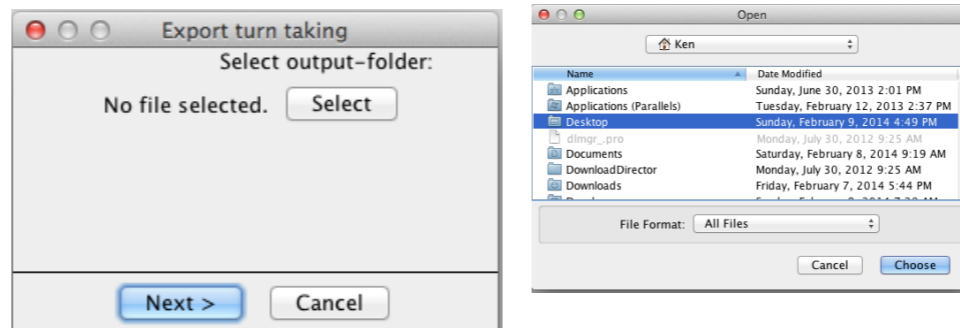 Export turn taking
Select output-folder:
No file selected. Select
Next > Cancel
Open
Ken
Name Date Modified
Applications Sunday, June 30, 2013 2:01 PM
Applications (Parallels) Tuesday, February 12, 2013 2:37 PM
Desktop Sunday, February 9, 2014 4:49 PM
dlmgr_.pro Monday, July 30, 2012 9:25 AM
Documents Saturday, February 8, 2014 9:19 AM
DownloadDirector Monday, July 30, 2012 9:25 AM
Downloads Friday, February 7, 2014 5:44 PM
File Format: All Files
Cancel Choose